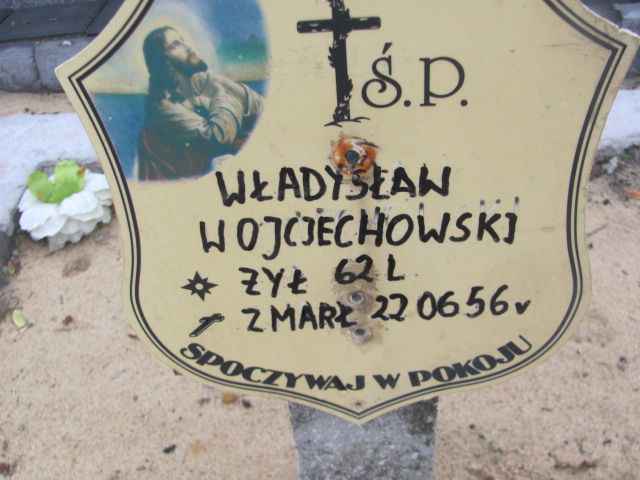 Ś.P.
WŁADYSŁAW
WOJCIECHOWSKI
ŻYŁ 62 L
ZMARŁ 22 06.56 r
SPOCZYWAJ W POKOJU